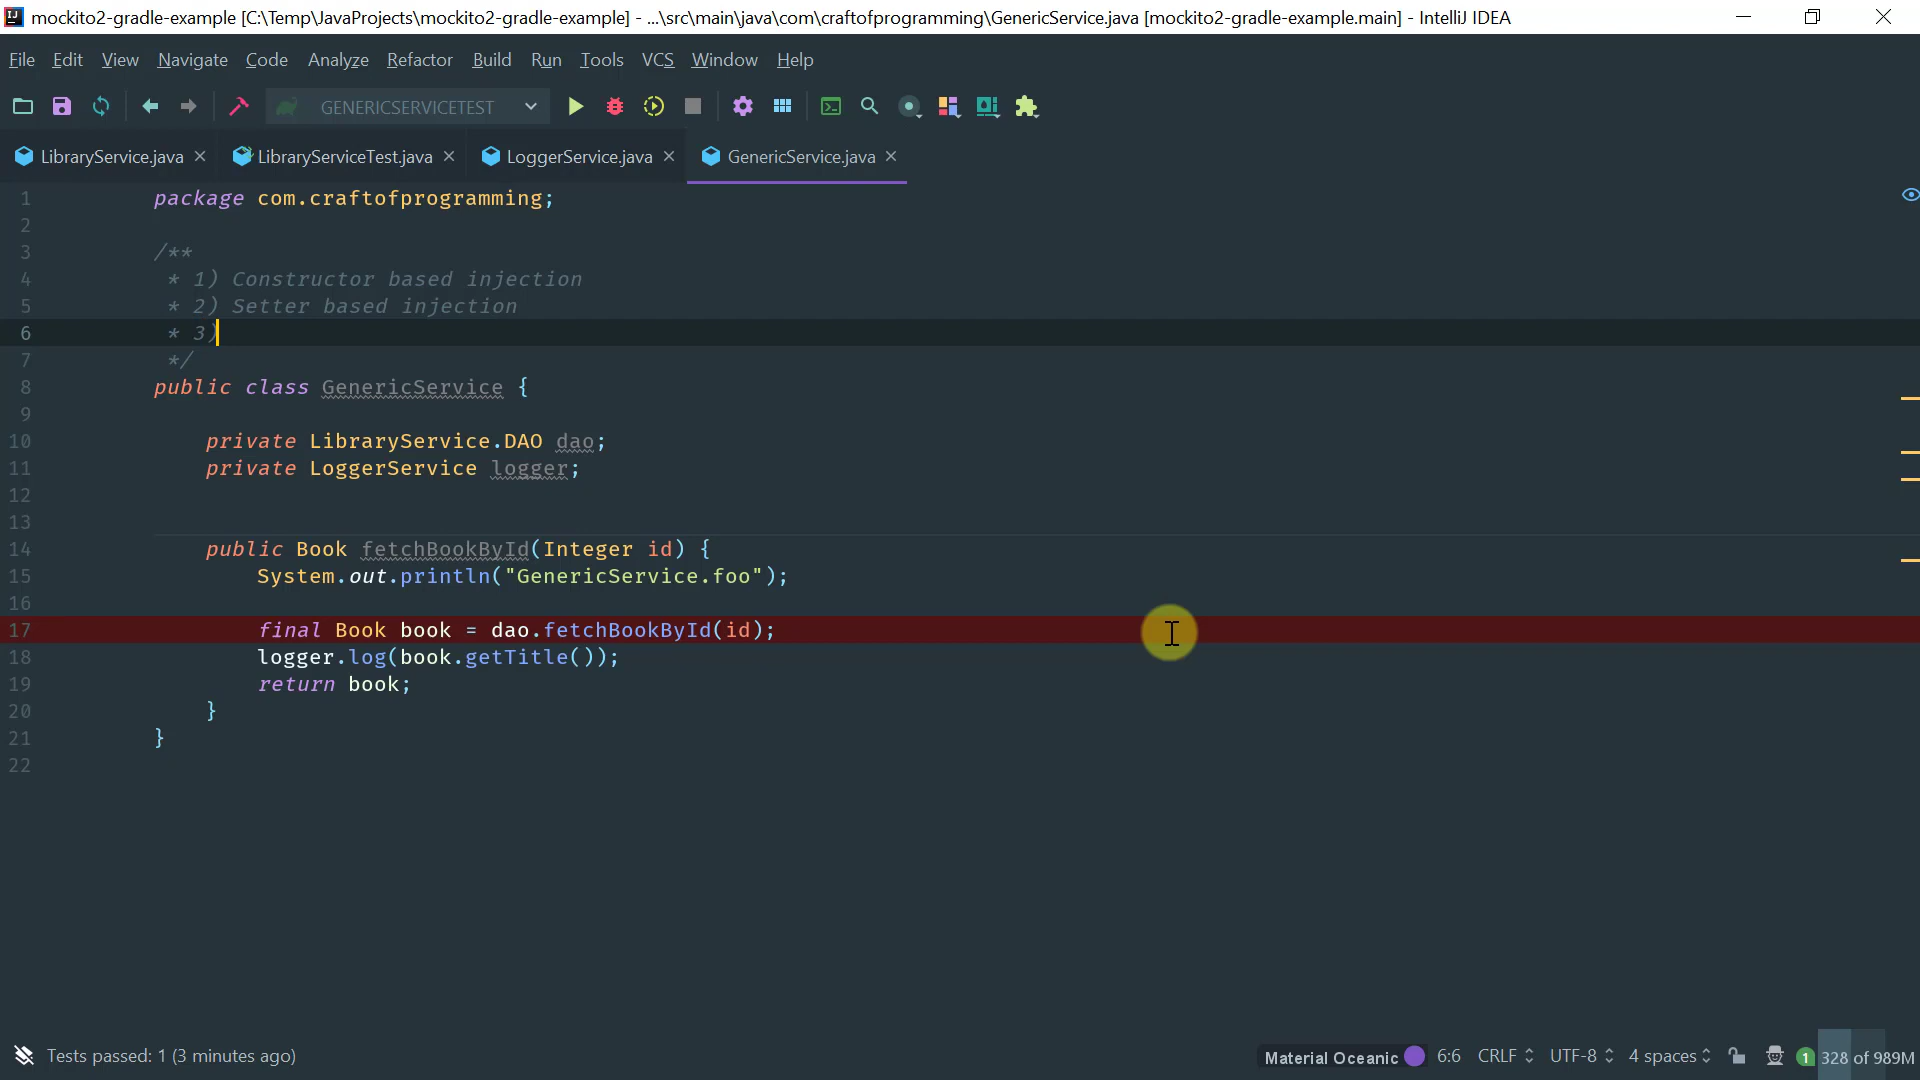 mockito2-gradle-example [C:\Temp\JavaProjects\mockito2-gradle-example] - ...\src\main\java\com\craftofprogramming\GenericService.java [mockito2-gradle-example.main] - IntelliJ IDEA
File Edit View Navigate Code Analyze Refactor Build Run Tools VCS Window Help
GENERICSERVICETEST
LibraryService.java LibraryServiceTest.java LoggerService.java GenericService.java
1 package com.craftofprogramming;
2
3 /**
4 * 1) Constructor based injection
5 * 2) Setter based injection
6 * 3)
7 */
8 public class GenericService {
9
10 private LibraryService.DAO dao;
11 private LoggerService logger;
12
13
14 public Book fetchBookById(Integer id) {
15 System.out.println("GenericService.foo");
16
17 final Book book = dao.fetchBookById(id);
18 logger.log(book.getTitle());
19 return book;
20 }
21 }
22
Tests passed: 1 (3 minutes ago) Material Oceanic 6:6 CRLF UTF-8 4 spaces 1 328 of 989M